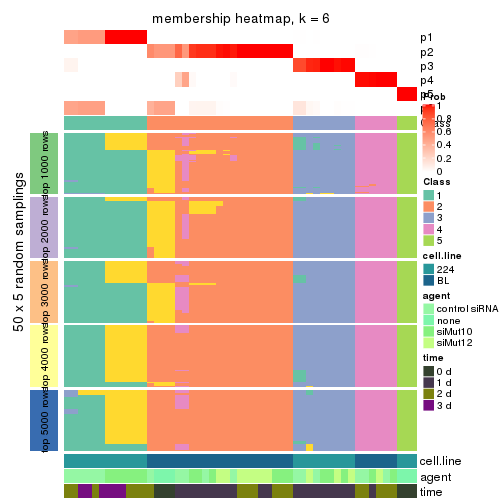 membership heatmap, k = 6
p1
p2
p3
p4
p5
Prob
1
0.8
0.6
0.4
0.2
0
Class
1
2
3
4
5
cell.line
224
BL
agent
control siRNA
none
siMut10
siMut12
time
0 d
1 d
2 d
3 d
50 x 5 random samplings
top 1000 rows
top 2000 rows
top 3000 rows
top 4000 rows
top 5000 rows
cell.line
agent
time